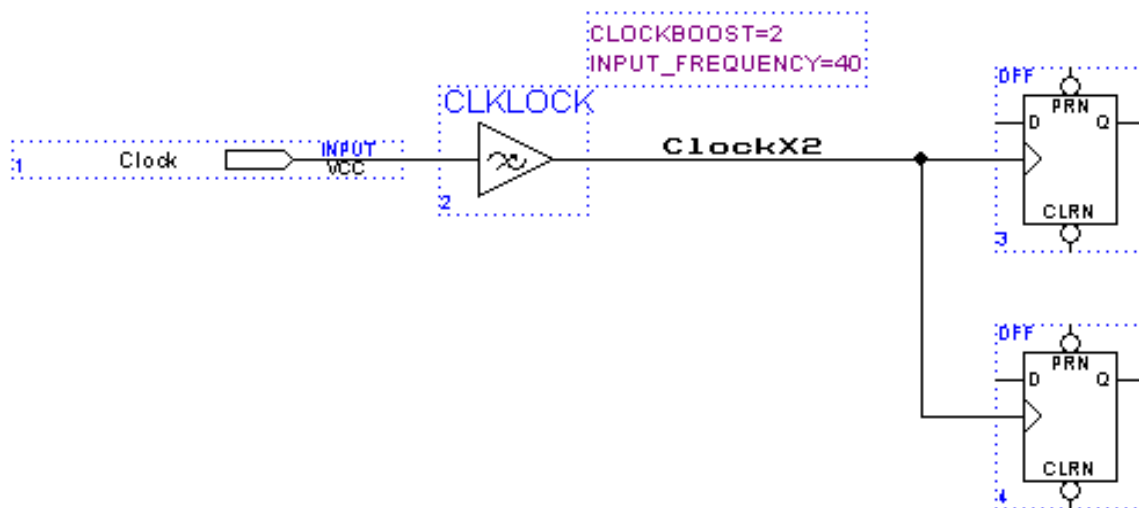 CLOCKBOOST=2
INPUT_FREQUENCY=40
CLKLOCK
1
Clock
INPUT
VCC
2
ClockX2
DFF
PRN
D
Q
CLRN
3
DFF
PRN
D
Q
CLRN
4